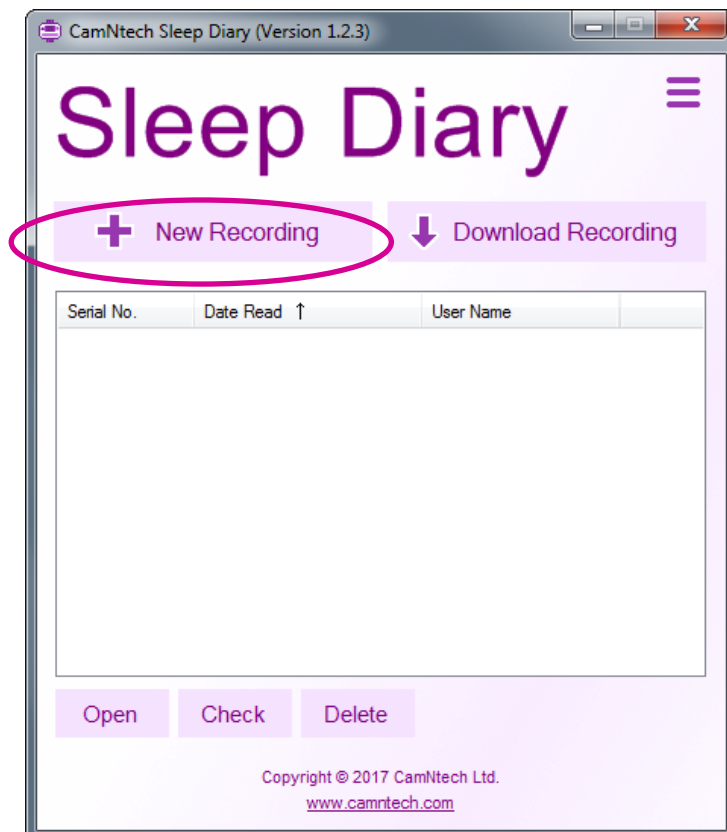 CamNtech Sleep Diary (Version 1.2.3)
Sleep Diary
New Recording
Download Recording
Serial No. Date Read ↑ User Name
Open Check Delete
Copyright © 2017 CamNtech Ltd.
www.camntech.com